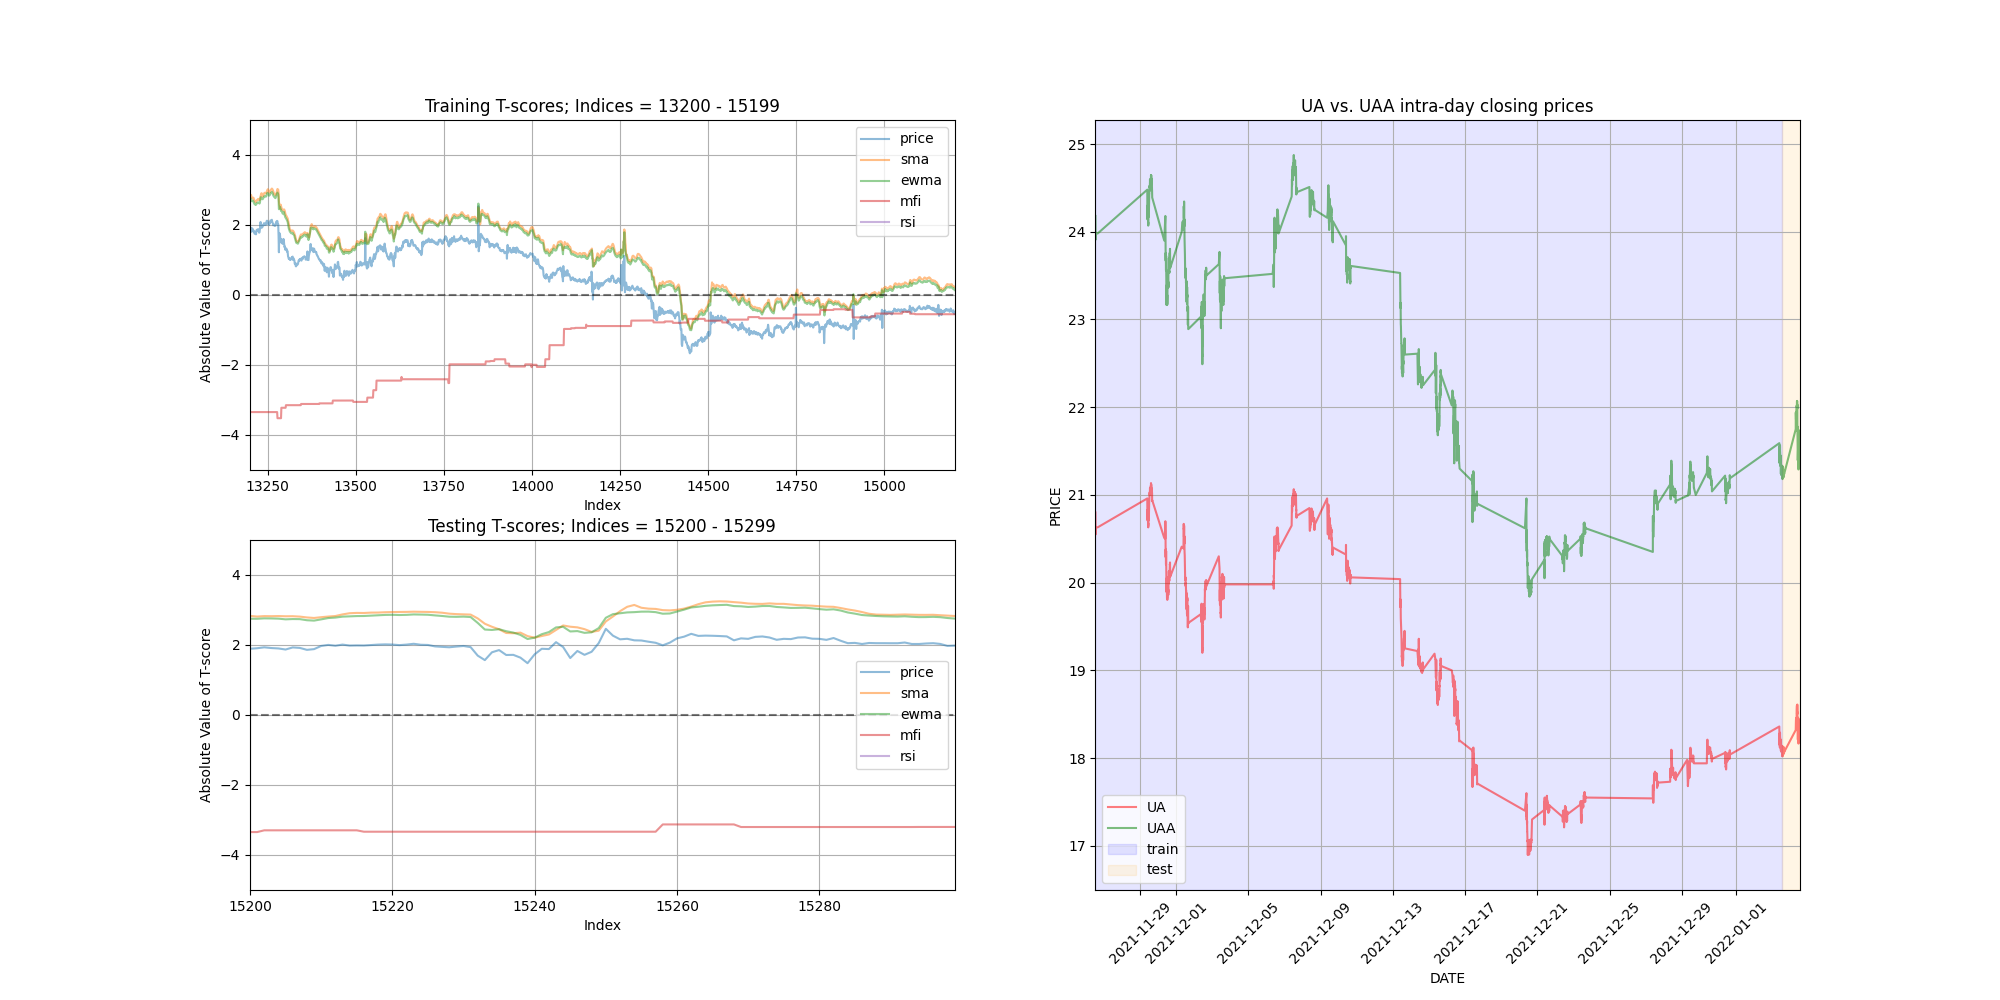 Training T-scores; Indices = 13200 - 15199
Absolute Value of T-score
4
2
0
−2
−4
price
sma
ewma
mfi
rsi
13250 13500 13750 14000 14250 14500 14750 15000
Index
Testing T-scores; Indices = 15200 - 15299
Absolute Value of T-score
4
2
0
−2
−4
price
sma
ewma
mfi
rsi
15200 15220 15240 15260 15280
Index
UA vs. UAA intra-day closing prices
PRICE
25
24
23
22
21
20
19
18
17
UA
UAA
train
test
2021-11-29 2021-12-01 2021-12-05 2021-12-09 2021-12-13 2021-12-17 2021-12-21 2021-12-25 2021-12-29 2022-01-01
DATE